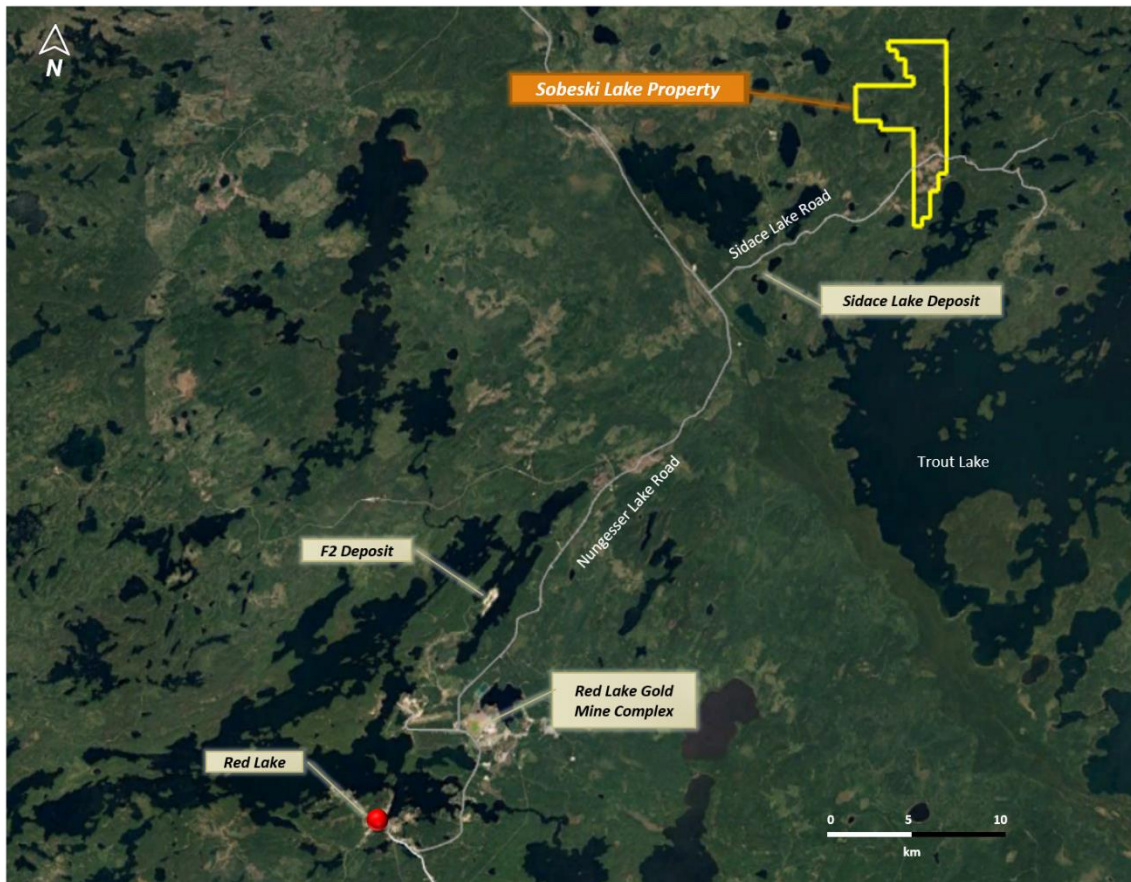 N
Sobeski Lake Property
Sidace Lake Road
Sidace Lake Deposit
Trout Lake
Nungesser Lake Road
F2 Deposit
Red Lake Gold
Mine Complex
Red Lake
0 5 10
km